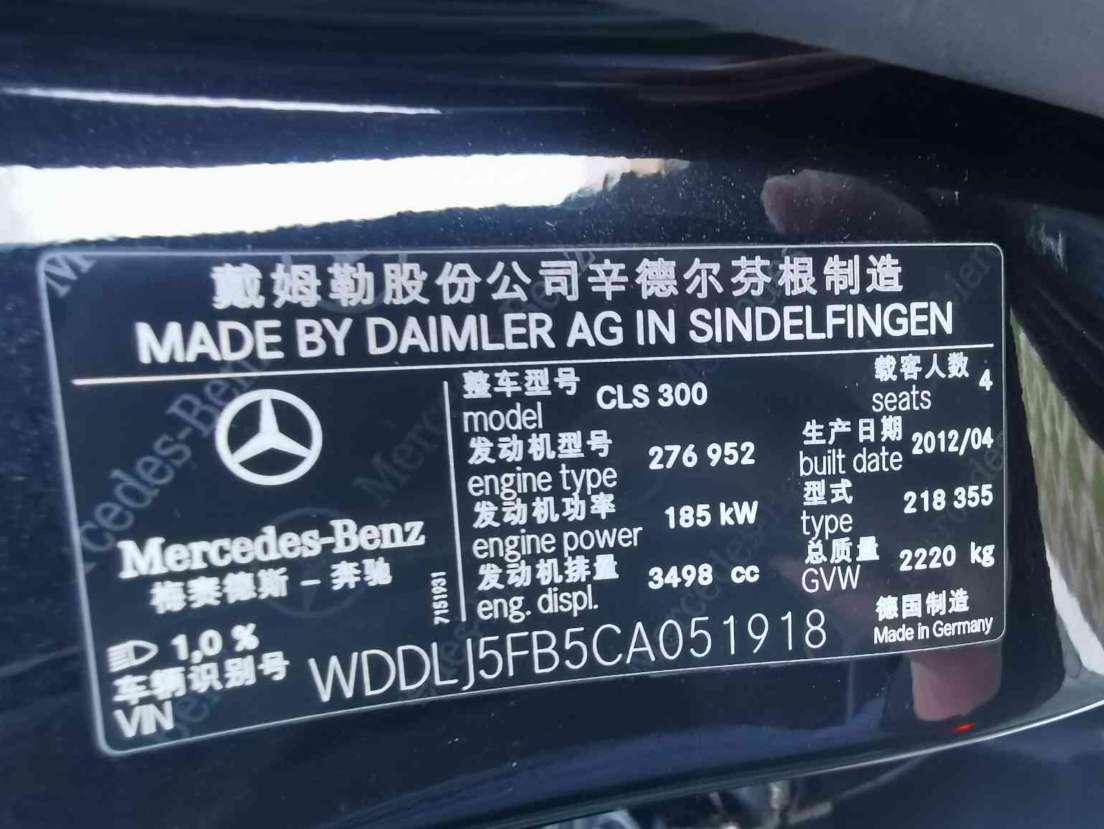 戴姆勒股份公司辛德尔芬根制造
MADE BY DAIMLER AG IN SINDELFINGEN
Mercedes-Benz
梅赛德斯－奔驰
1,0 %
7151931
整车型号
model
CLS 300
载客人数
seats
4
发动机型号
engine type
276 952
生产日期
built date
2012/04
发动机功率
engine power
185 kW
型式
type
218 355
发动机排量
eng. displ.
3498 cc
总质量
GVW
2220 kg
德国制造
Made in Germany
车辆识别号
VIN
WDDLJ5FB5CA051918